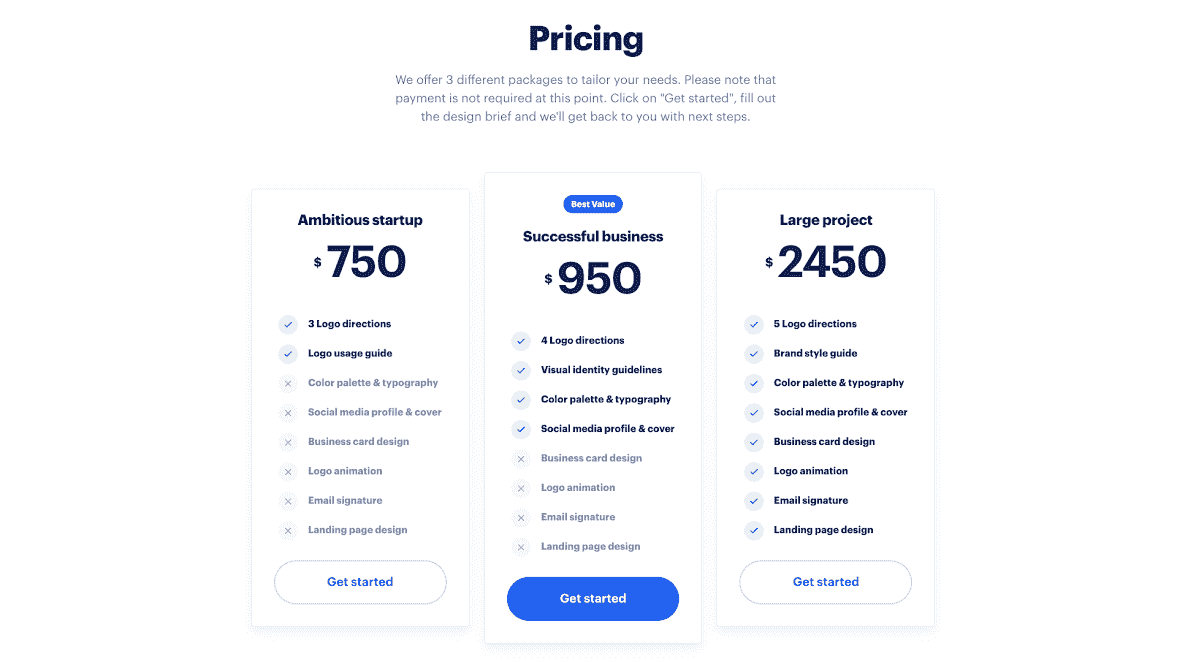 Pricing
We offer 3 different packages to tailor your needs. Please note that
payment is not required at this point. Click on "Get started", fill out
the design brief and we'll get back to you with next steps.
Ambitious startup
$ 750
3 Logo directions
Logo usage guide
Color palette & typography
Social media profile & cover
Business card design
Logo animation
Email signature
Landing page design
Get started
Best Value
Successful business
$ 950
4 Logo directions
Visual identity guidelines
Color palette & typography
Social media profile & cover
Business card design
Logo animation
Email signature
Landing page design
Get started
Large project
$ 2450
5 Logo directions
Brand style guide
Color palette & typography
Social media profile & cover
Business card design
Logo animation
Email signature
Landing page design
Get started